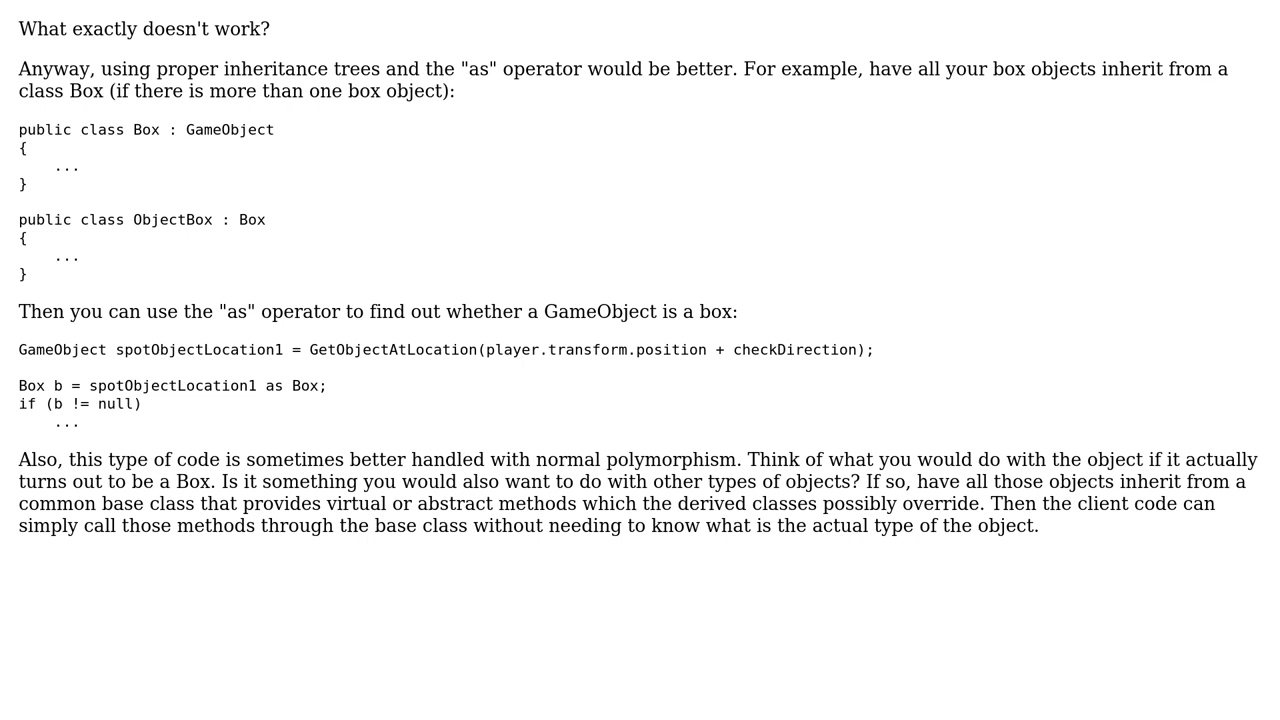 What exactly doesn't work?
Anyway, using proper inheritance trees and the "as" operator would be better. For example, have all your box objects inherit from a
class Box (if there is more than one box object):
public class Box : GameObject
{
    ...
}
public class ObjectBox : Box
{
    ...
}
Then you can use the "as" operator to find out whether a GameObject is a box:
GameObject spotObjectLocation1 = GetObjectAtLocation(player.transform.position + checkDirection);
Box b = spotObjectLocation1 as Box;
if (b != null)
    ...
Also, this type of code is sometimes better handled with normal polymorphism. Think of what you would do with the object if it actually
turns out to be a Box. Is it something you would also want to do with other types of objects? If so, have all those objects inherit from a
common base class that provides virtual or abstract methods which the derived classes possibly override. Then the client code can
simply call those methods through the base class without needing to know what is the actual type of the object.